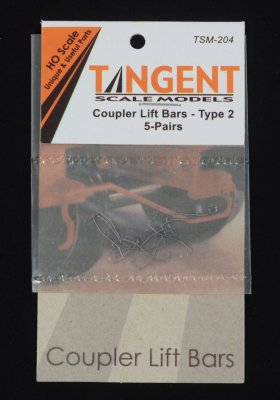 TSM-204
HO Scale
Unique & Useful Parts
TANGENT
SCALE MODELS
Coupler Lift Bars - Type 2
5-Pairs
Coupler Lift Bars